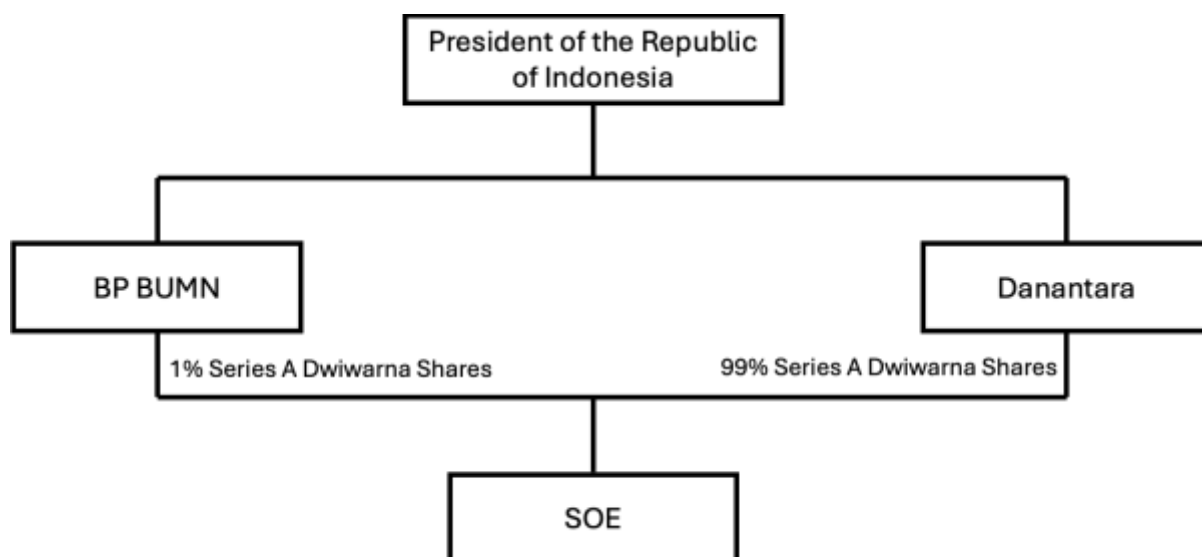 President of the Republic
of Indonesia
BP BUMN
Danantara
1% Series A Dwiwarna Shares
99% Series A Dwiwarna Shares
SOE